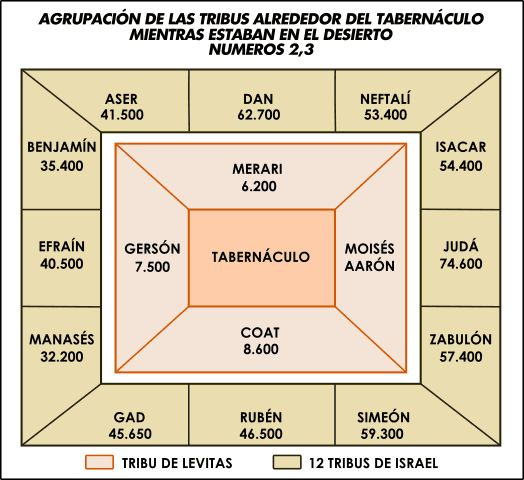 AGRUPACIÓN DE LAS TRIBUS ALREDEDOR DEL TABERNÁCULO
MIENTRAS ESTABAN EN EL DESIERTO
NUMEROS 2,3
ASER
41.500
DAN
62.700
NEFTALÍ
53.400
BENJAMÍN
35.400
ISACAR
54.400
MERARI
6.200
EFRAÍN
40.500
GERSÓN
7.500
TABERNÁCULO
MOISÉS
AARÓN
JUDÁ
74.600
COAT
8.600
MANASÉS
32.200
ZABULÓN
57.400
GAD
45.650
RUBÉN
46.500
SIMEÓN
59.300
TRIBU DE LEVITAS
12 TRIBUS DE ISRAEL